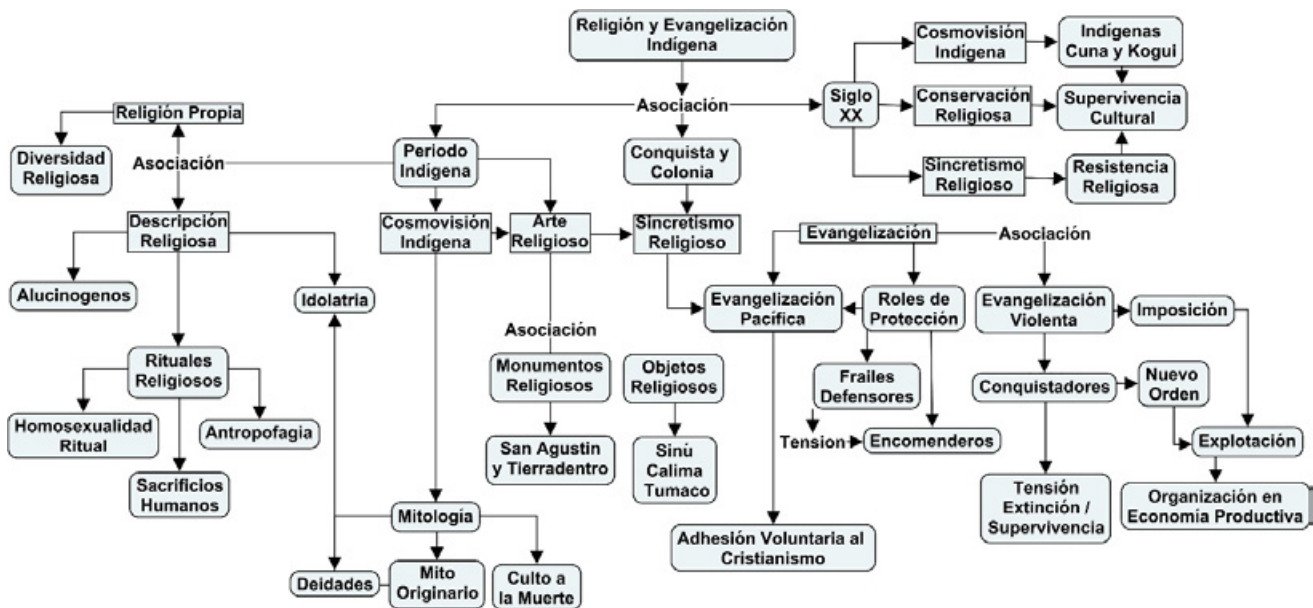 Religión y Evangelización
Indígena
Asociación
Siglo
XX
Cosmovisión
Indígena
Indígenas
Cuna y Kogui
Conservación
Religiosa
Supervivencia
Cultural
Sincretismo
Religioso
Resistencia
Religiosa
Religión Propia
Diversidad
Religiosa
Asociación
Periodo
Indígena
Conquista y
Colonia
Descripción
Religiosa
Cosmovisión
Indígena
Arte
Religioso
Sincretismo
Religioso
Evangelización
Asociación
Alucinogenos
Idolatria
Evangelización
Pacífica
Roles de
Protección
Evangelización
Violenta
Imposición
Asociación
Rituales
Religiosos
Monumentos
Religiosos
Objetos
Religiosos
Frailes
Defensores
Conquistadores
Nuevo
Orden
Homosexualidad
Ritual
Antropofagia
San Agustin
y Tierradentro
Sinú
Calima
Tumaco
Tension
Encomenderos
Explotación
Sacrificios
Humanos
Tensión
Extinción /
Supervivencia
Organización en
Economía Productiva
Mitología
Adhesión Voluntaria al
Cristianismo
Deidades
Mito
Originario
Culto a
la Muerte